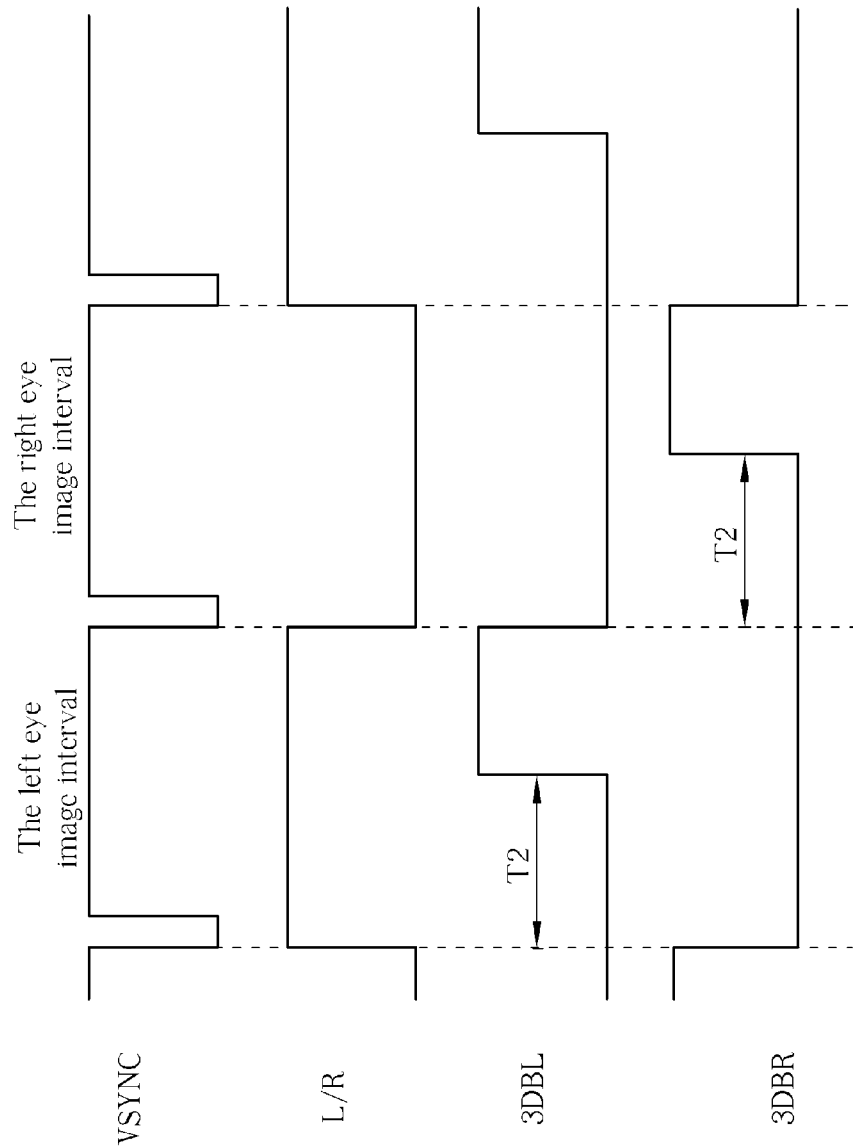 The left eye
image interval
The right eye
image interval
VSYNC
L/R
3DBL
T2
3DBR
T2